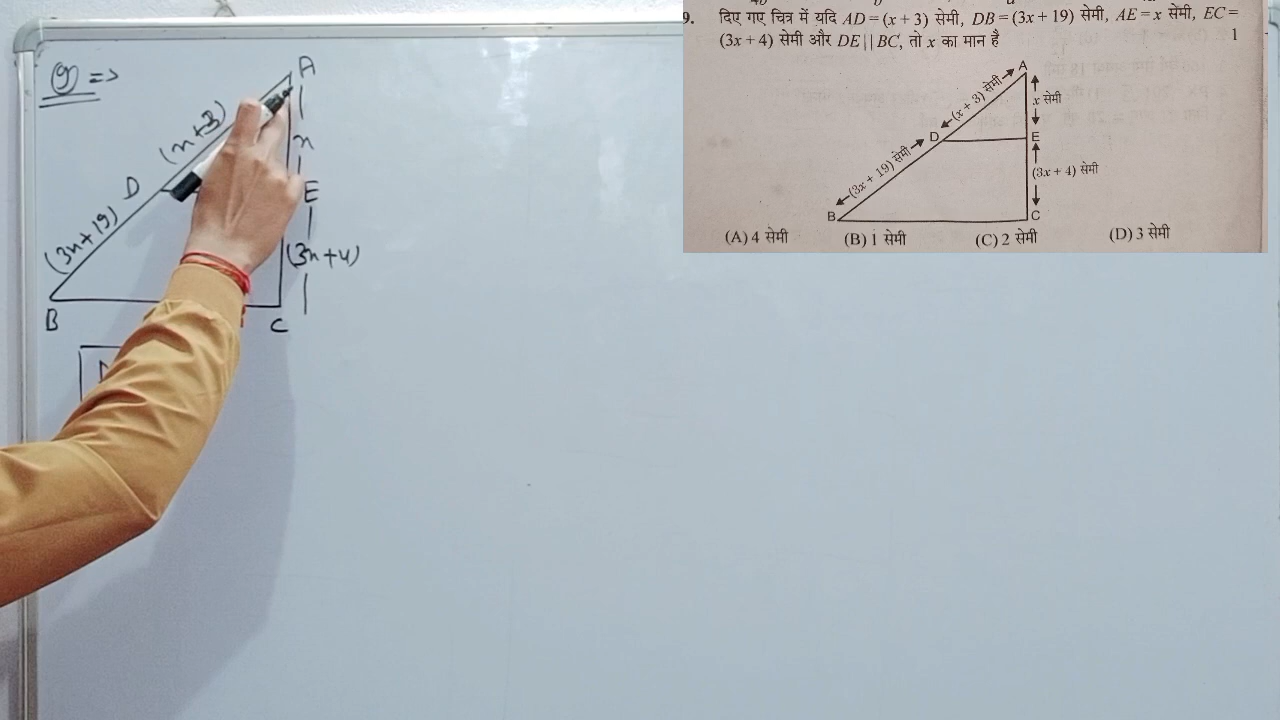 9. दिए गए चित्र में यदि AD = (x + 3) सेमी, DB = (3x + 19) सेमी, AE = x सेमी, EC =
(3x + 4) सेमी और DE || BC, तो x का मान है 1
A
(x + 3) सेमी
x सेमी
D
E
(3x + 19) सेमी
(3x + 4) सेमी
B
C
(A) 4 सेमी (B) 1 सेमी (C) 2 सेमी (D) 3 सेमी
9 =>
A
(x+3)
x
D
E
(3x+19)
(3x+4)
B
C